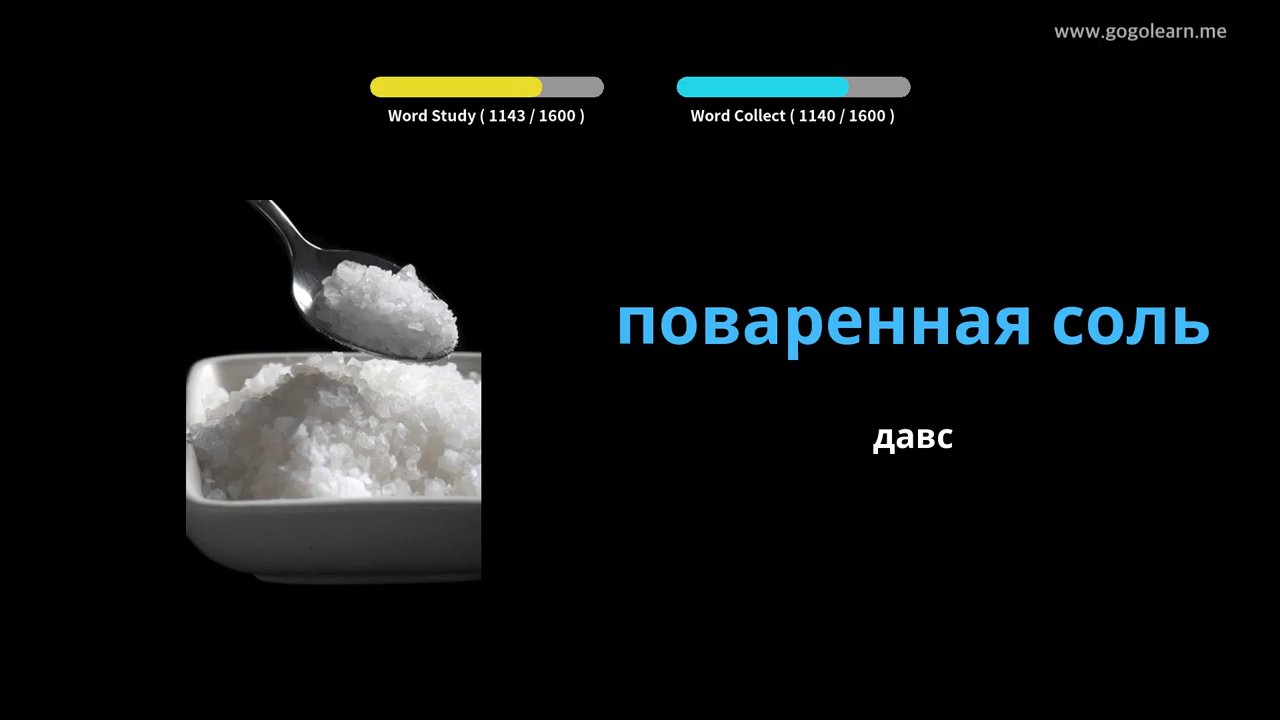 www.gogolearn.me
Word Study ( 1143 / 1600 )
Word Collect ( 1140 / 1600 )
поваренная соль
давс